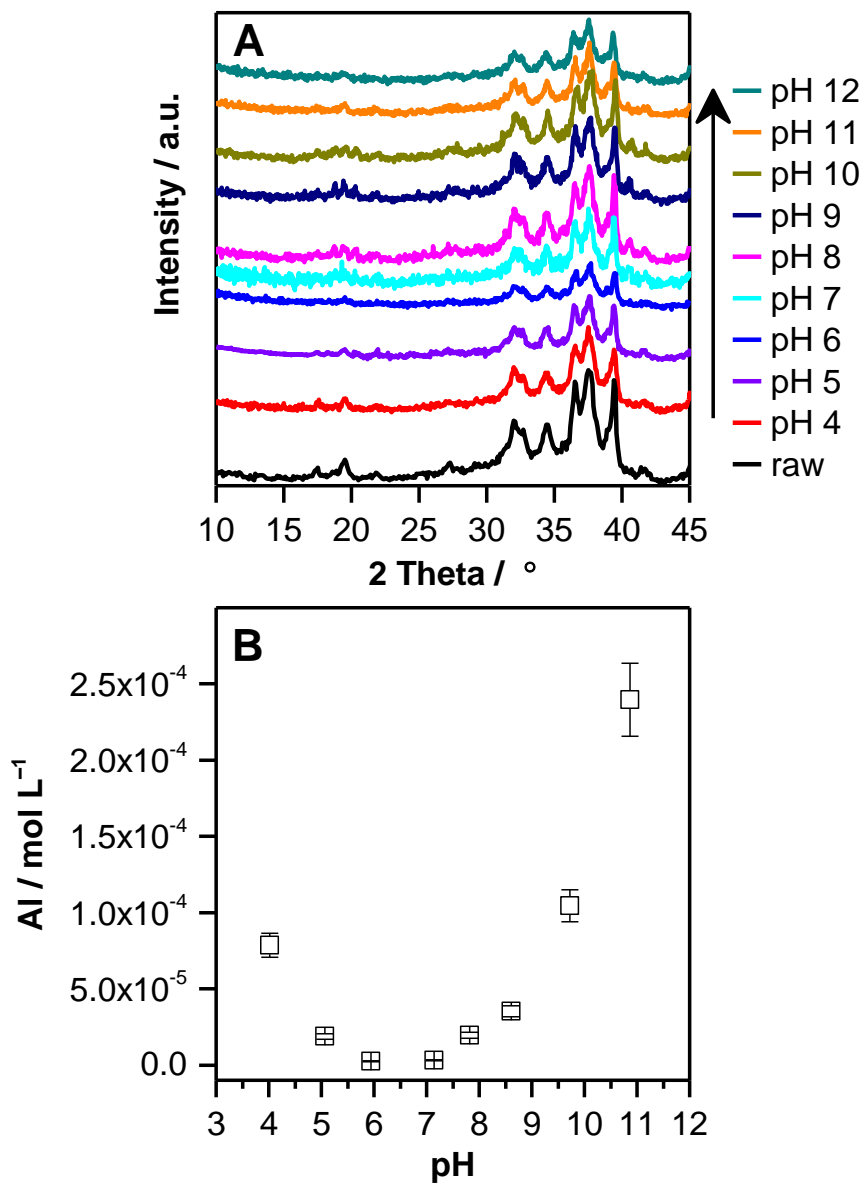 A
Intensity / a.u.
pH 12
pH 11
pH 10
pH 9
pH 8
pH 7
pH 6
pH 5
pH 4
raw
10 15 20 25 30 35 40 45
2 Theta / °
B
Al / mol L⁻¹
2.5x10⁻⁴
2.0x10⁻⁴
1.5x10⁻⁴
1.0x10⁻⁴
5.0x10⁻⁵
0.0
3 4 5 6 7 8 9 10 11 12
pH